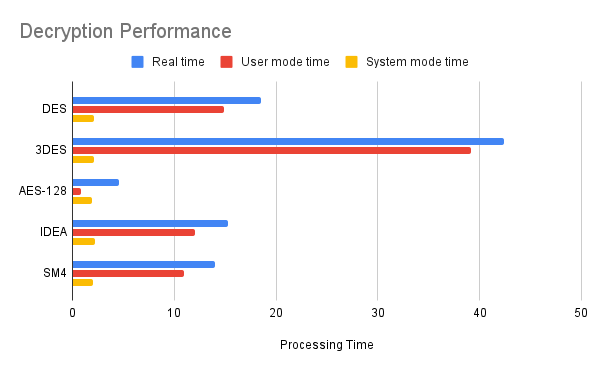 Decryption Performance
Real time User mode time System mode time
DES
3DES
AES-128
IDEA
SM4
0 10 20 30 40 50
Processing Time